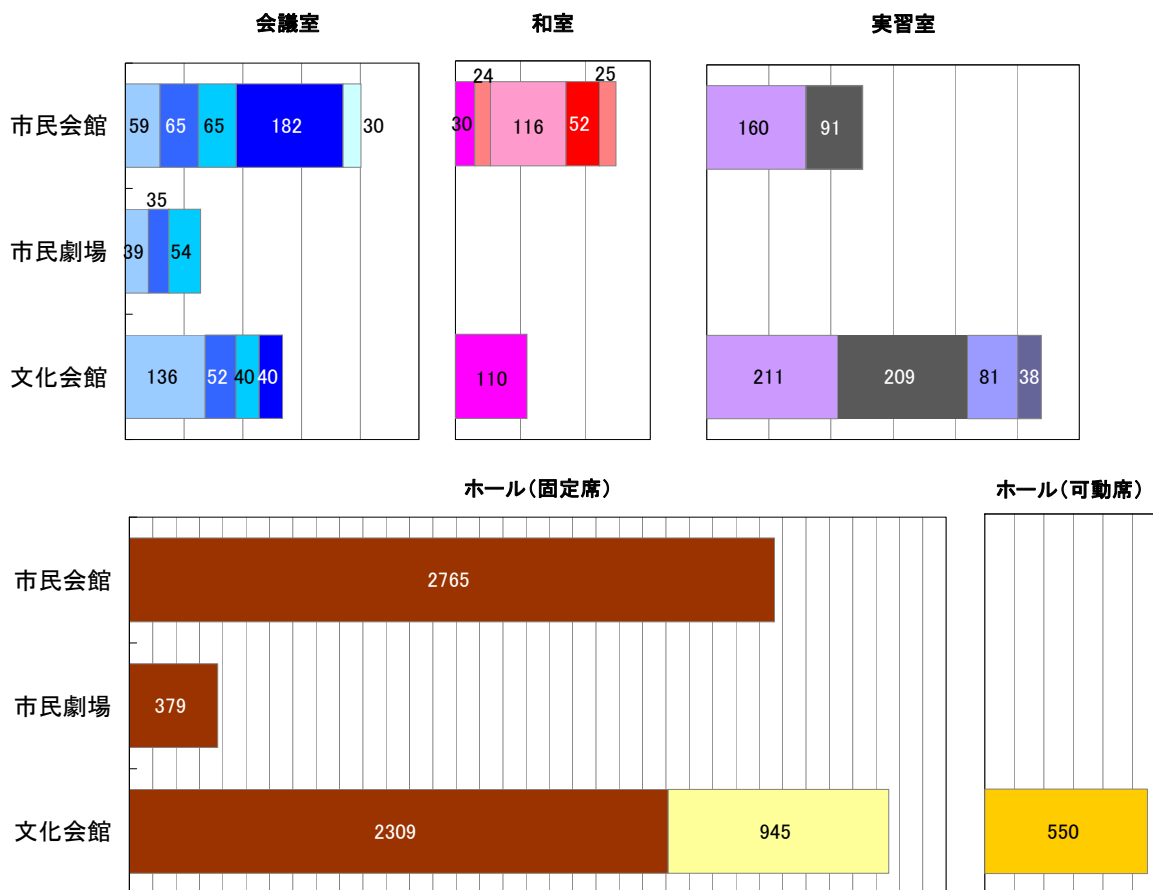 会議室 和室 実習室
24 25
市民会館 59 65 65 182 30 30 116 52 160 91
35
市民劇場 39 54
文化会館 136 52 40 40 110 211 209 81 38
ホール（固定席） ホール（可動席）
市民会館 2765
市民劇場 379
文化会館 2309 945 550